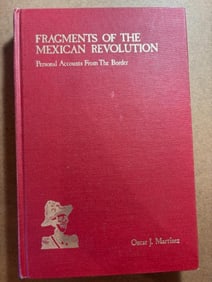 FRAGMENTS OF THE
MEXICAN REVOLUTION
Personal Accounts From The Border
Oscar J. Martínez